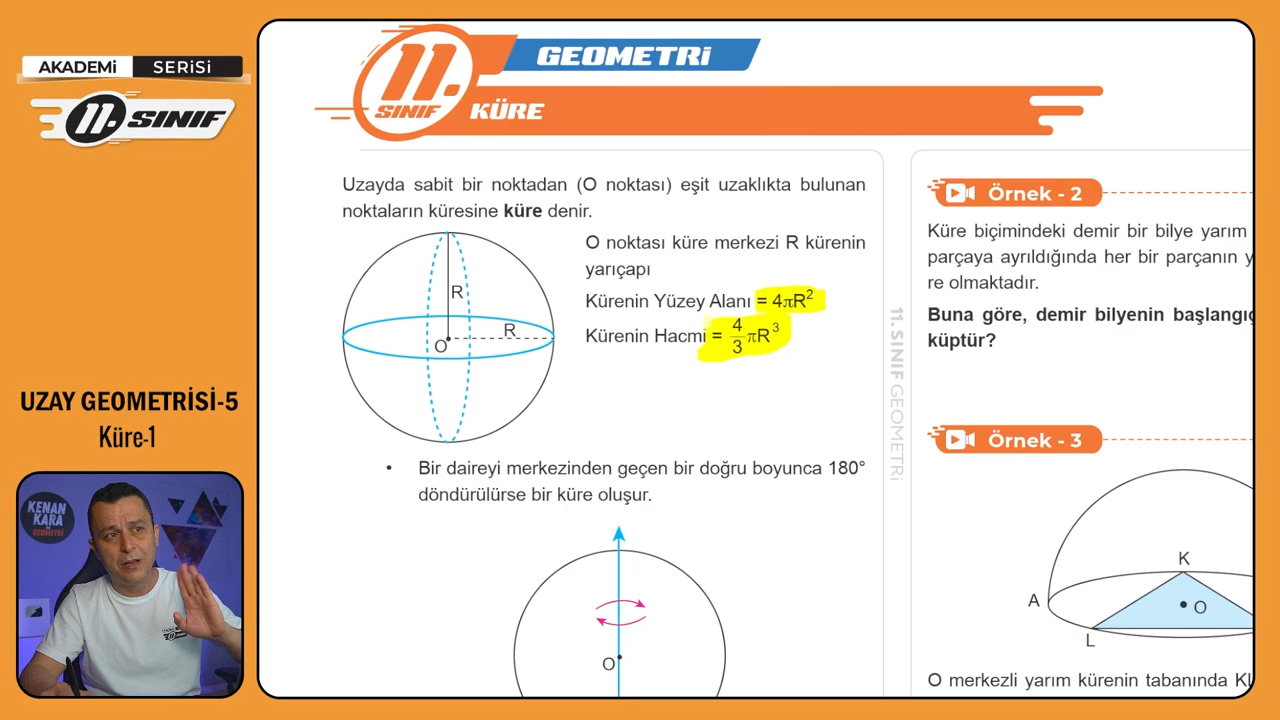 AKADEMİ SERİSİ
11. SINIF
UZAY GEOMETRİSİ-5
Küre-1
KENAN
KARA
GEOMETRİ
11.
SINIF
GEOMETRİ
KÜRE
Uzayda sabit bir noktadan (O noktası) eşit uzaklıkta bulunan
noktaların küresine küre denir.
R
R
O
O noktası küre merkezi R kürenin
yarıçapı
Kürenin Yüzey Alanı = 4πR²
Kürenin Hacmi = 4/3 πR³
• Bir daireyi merkezinden geçen bir doğru boyunca 180°
döndürülürse bir küre oluşur.
O
11. SINIF GEOMETRİ
Örnek - 2
Küre biçimindeki demir bir bilye yarım
parçaya ayrıldığında her bir parçanın y
re olmaktadır.
Buna göre, demir bilyenin başlangıç
küptür?
Örnek - 3
K
A
O
L
O merkezli yarım kürenin tabanında KL